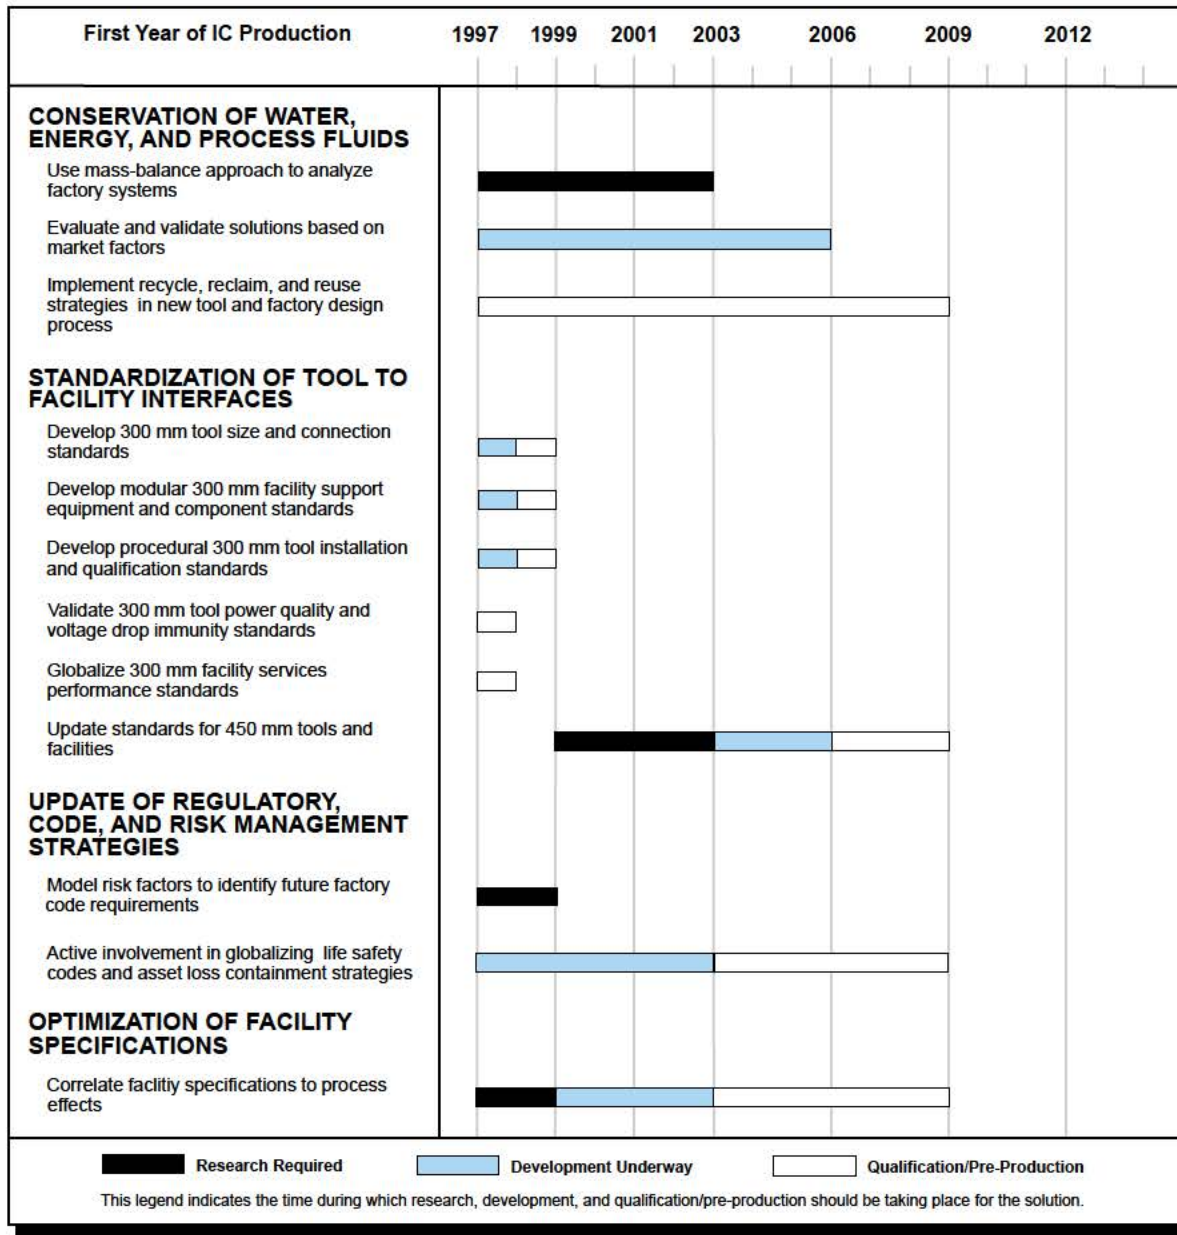 First Year of IC Production 1997 1999 2001 2003 2006 2009 2012
CONSERVATION OF WATER,
ENERGY, AND PROCESS FLUIDS
Use mass-balance approach to analyze
factory systems
Evaluate and validate solutions based on
market factors
Implement recycle, reclaim, and reuse
strategies in new tool and factory design
process
STANDARDIZATION OF TOOL TO
FACILITY INTERFACES
Develop 300 mm tool size and connection
standards
Develop modular 300 mm facility support
equipment and component standards
Develop procedural 300 mm tool installation
and qualification standards
Validate 300 mm tool power quality and
voltage drop immunity standards
Globalize 300 mm facility services
performance standards
Update standards for 450 mm tools and
facilities
UPDATE OF REGULATORY,
CODE, AND RISK MANAGEMENT
STRATEGIES
Model risk factors to identify future factory
code requirements
Active involvement in globalizing life safety
codes and asset loss containment strategies
OPTIMIZATION OF FACILITY
SPECIFICATIONS
Correlate faclitiy specifications to process
effects
Research Required Development Underway Qualification/Pre-Production
This legend indicates the time during which research, development, and qualification/pre-production should be taking place for the solution.